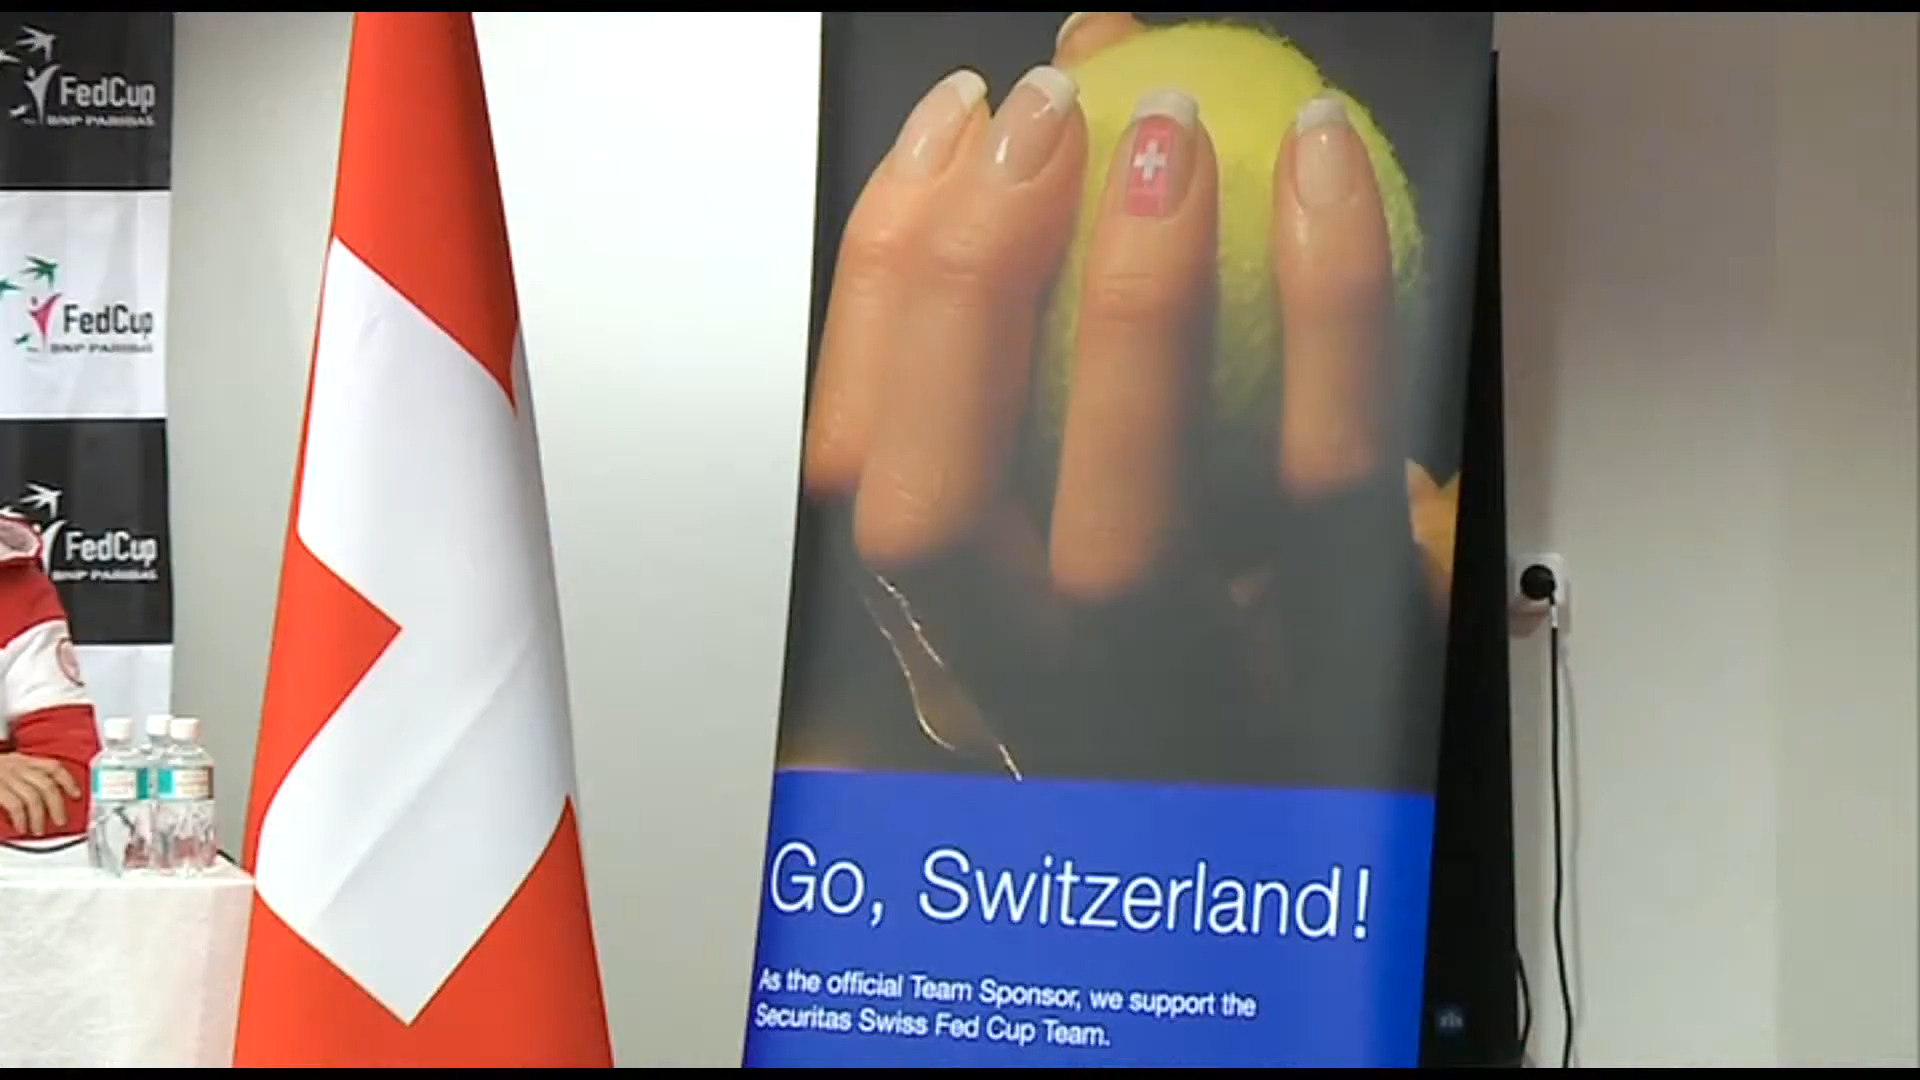 FedCup
BNP PARIBAS
FedCup
BNP PARIBAS
FedCup
BNP PARIBAS
Go, Switzerland!
As the official Team Sponsor, we support the
Securitas Swiss Fed Cup Team.